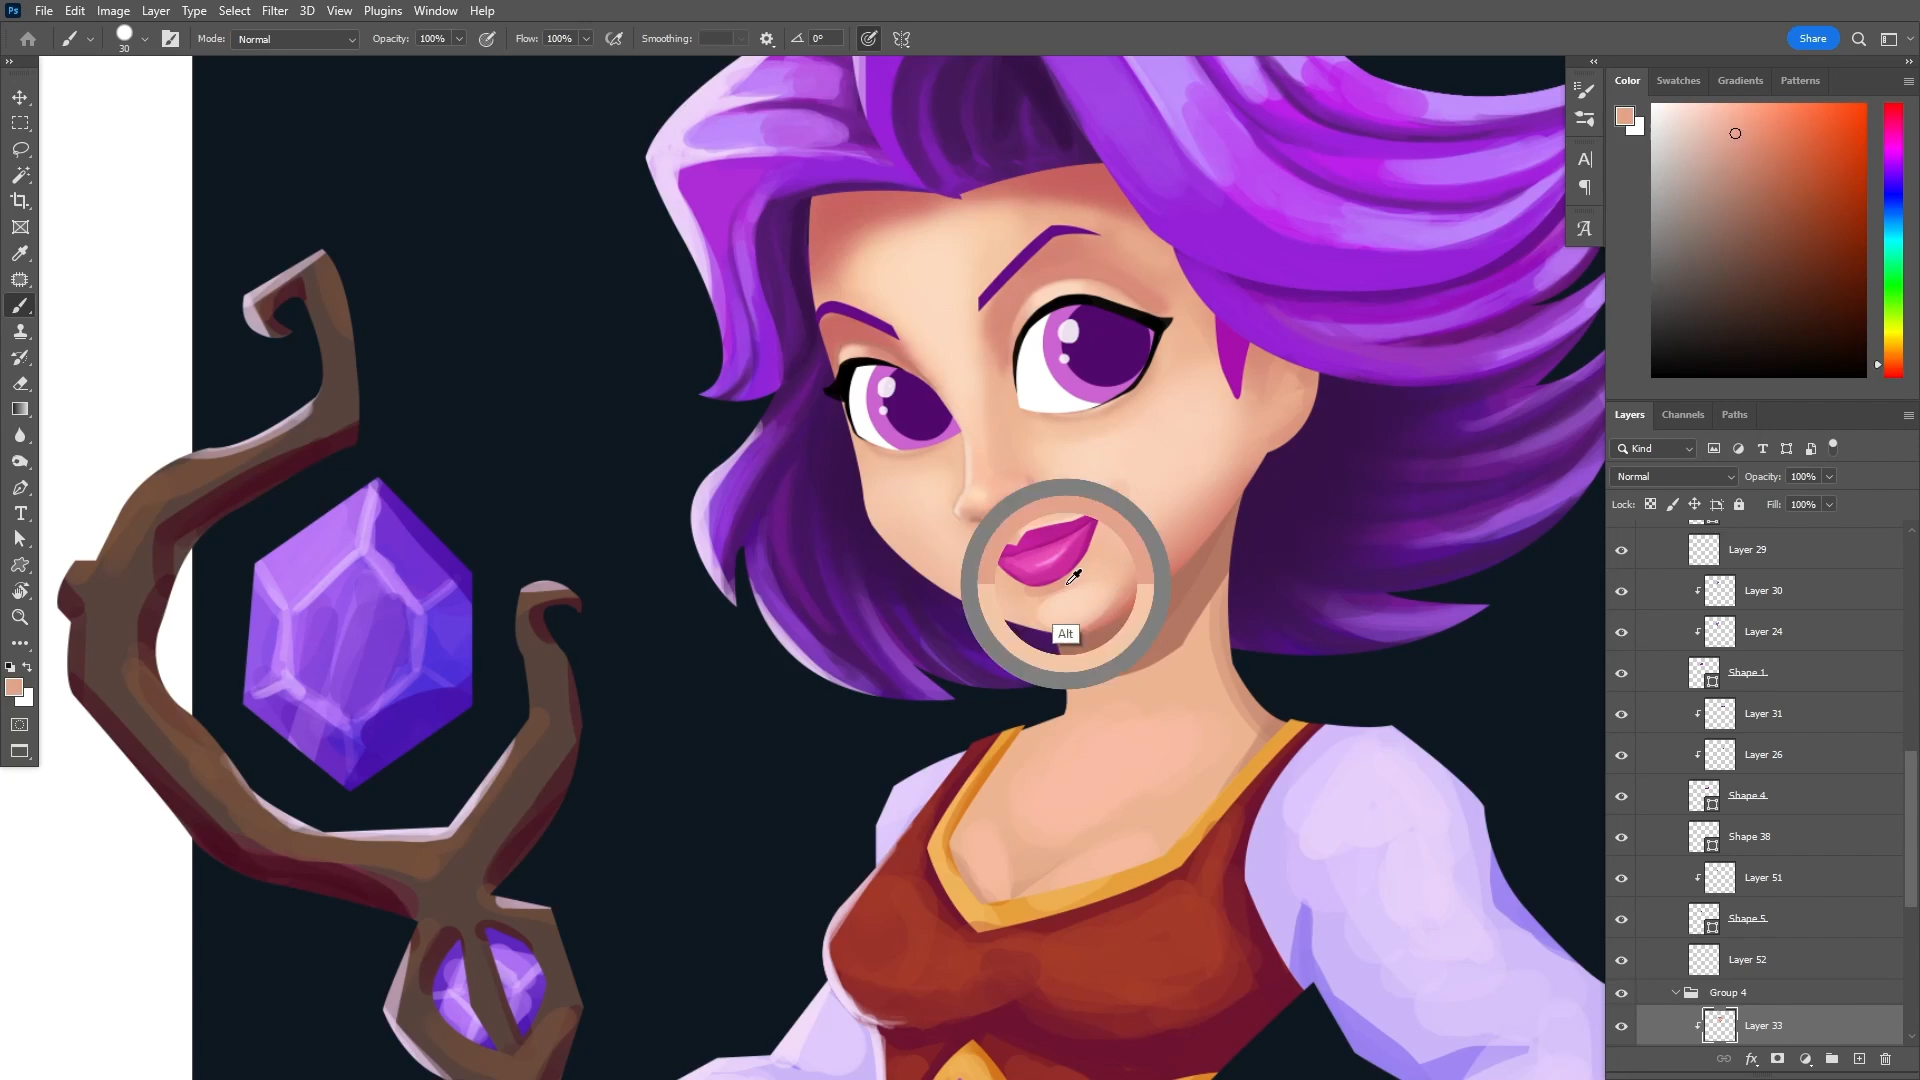 Ps File Edit Image Layer Type Select Filter 3D View Plugins Window Help
30 Mode: Normal Opacity: 100% Flow: 100% Smoothing: 0° Share
Color Swatches Gradients Patterns
Layers Channels Paths
Kind
Normal Opacity: 100%
Lock: Fill: 100%
Layer 29
Layer 30
Layer 24
Shape 1
Layer 31
Layer 26
Shape 4
Shape 38
Layer 51
Shape 5
Layer 52
Group 4
Layer 33
Alt